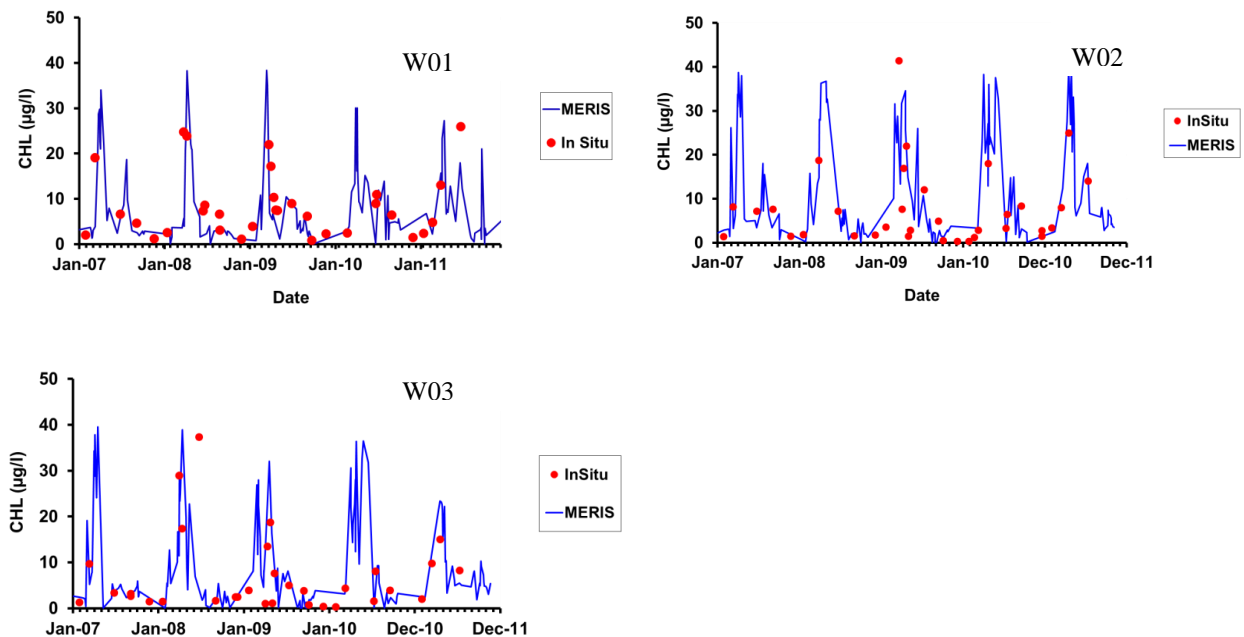 W01
CHL (µg/l)
50
40
30
20
10
0
Jan-07 Jan-08 Jan-09 Jan-10 Jan-11
Date
MERIS
In Situ
W02
CHL (µg/l)
50
40
30
20
10
0
Jan-07 Jan-08 Jan-09 Jan-10 Dec-10 Dec-11
Date
InSitu
MERIS
W03
CHL (µg/l)
50
40
30
20
10
0
Jan-07 Jan-08 Jan-09 Jan-10 Dec-10 Dec-11
InSitu
MERIS